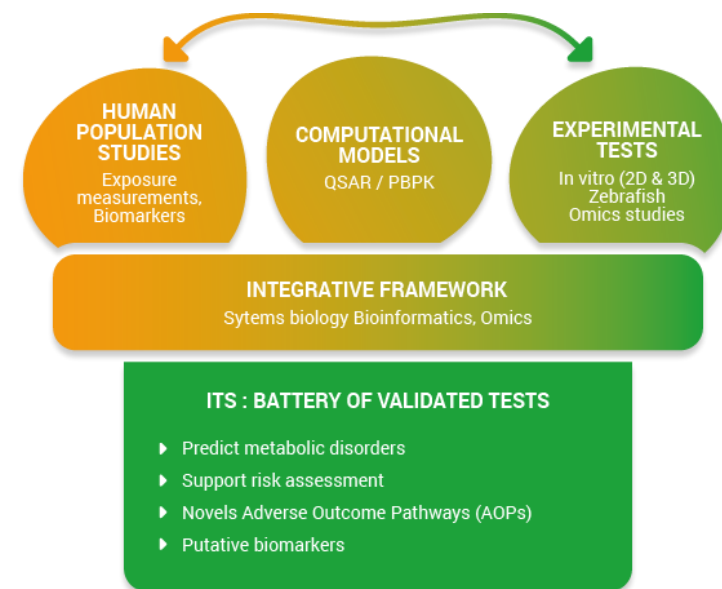 HUMAN
POPULATION
STUDIES
Exposure
measurements,
Biomarkers
COMPUTATIONAL
MODELS
QSAR / PBPK
EXPERIMENTAL
TESTS
In vitro (2D & 3D)
Zebrafish
Omics studies
INTEGRATIVE FRAMEWORK
Sytems biology Bioinformatics, Omics
ITS : BATTERY OF VALIDATED TESTS
Predict metabolic disorders
Support risk assessment
Novels Adverse Outcome Pathways (AOPs)
Putative biomarkers